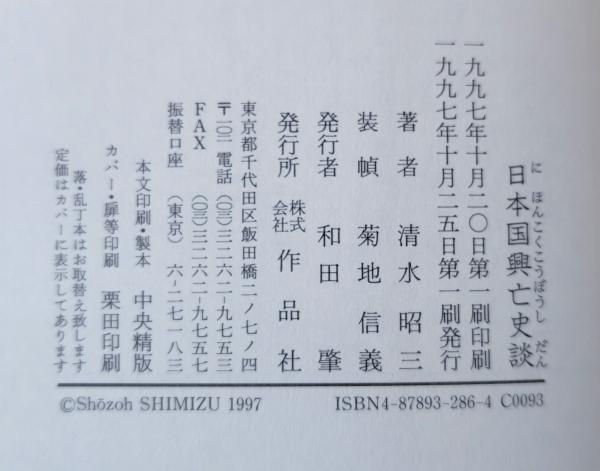 日本国興亡史談
にほんこくこうぼうしだん
一九九七年十月二〇日第一刷印刷
一九九七年十月二五日第一刷発行
著者 清水昭三
装幀 菊地信義
発行者 和田肇
発行所 株式会社 作品社
東京都千代田区飯田橋二ノ七ノ四
〒一〇二 電話(〇三)三二六二-九七五三
FAX(〇三)三二六二-九七五七
振替口座(東京)六-二七一八三
本文印刷・製本 中央精版
カバー・扉等印刷 栗田印刷
落・乱丁本はお取替え致します
定価はカバーに表示してあります
©Shōzoh SHIMIZU 1997 ISBN4-87893-286-4 C0093